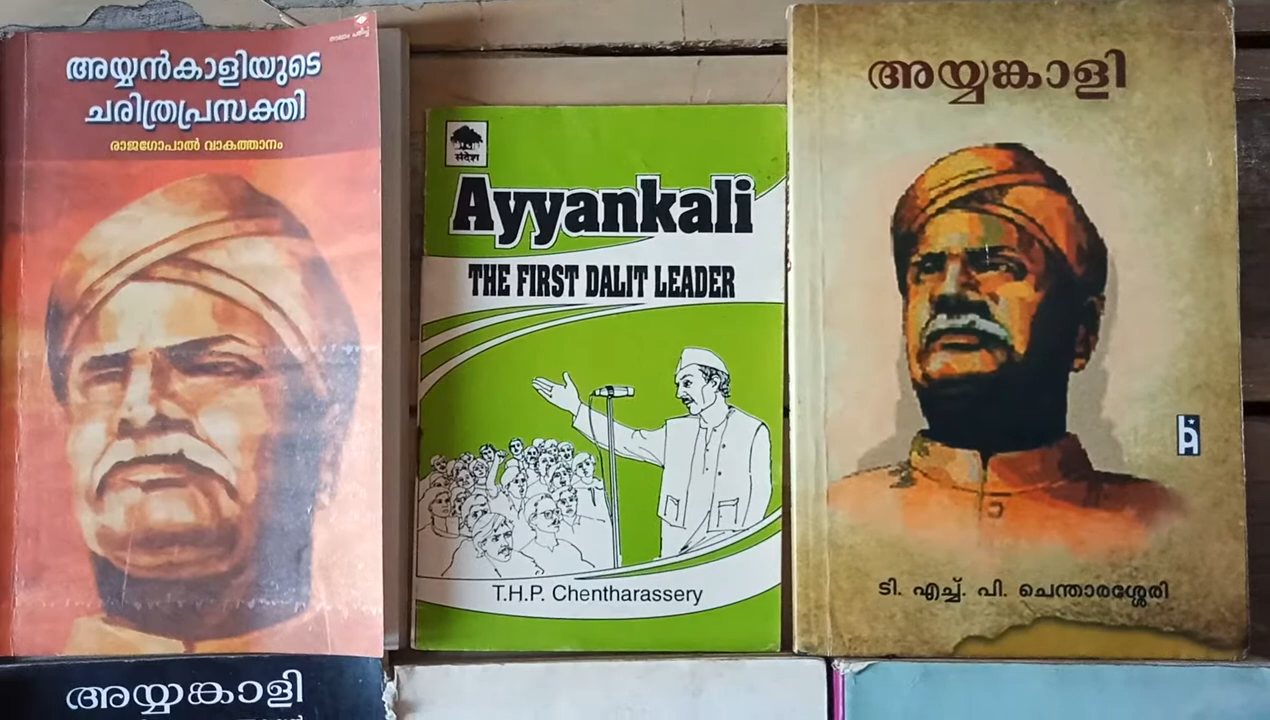 നാലാം പതിപ്പ്
അയ്യൻകാളിയുടെ
ചരിത്രപ്രസക്തി
രാജഗോപാൽ വാകത്താനം
संदेश
Ayyankali
THE FIRST DALIT LEADER
T.H.P. Chentharassery
അയ്യങ്കാളി
ടി. എച്ച്. പി. ചെന്താരശ്ശേരി
അയ്യങ്കാളി